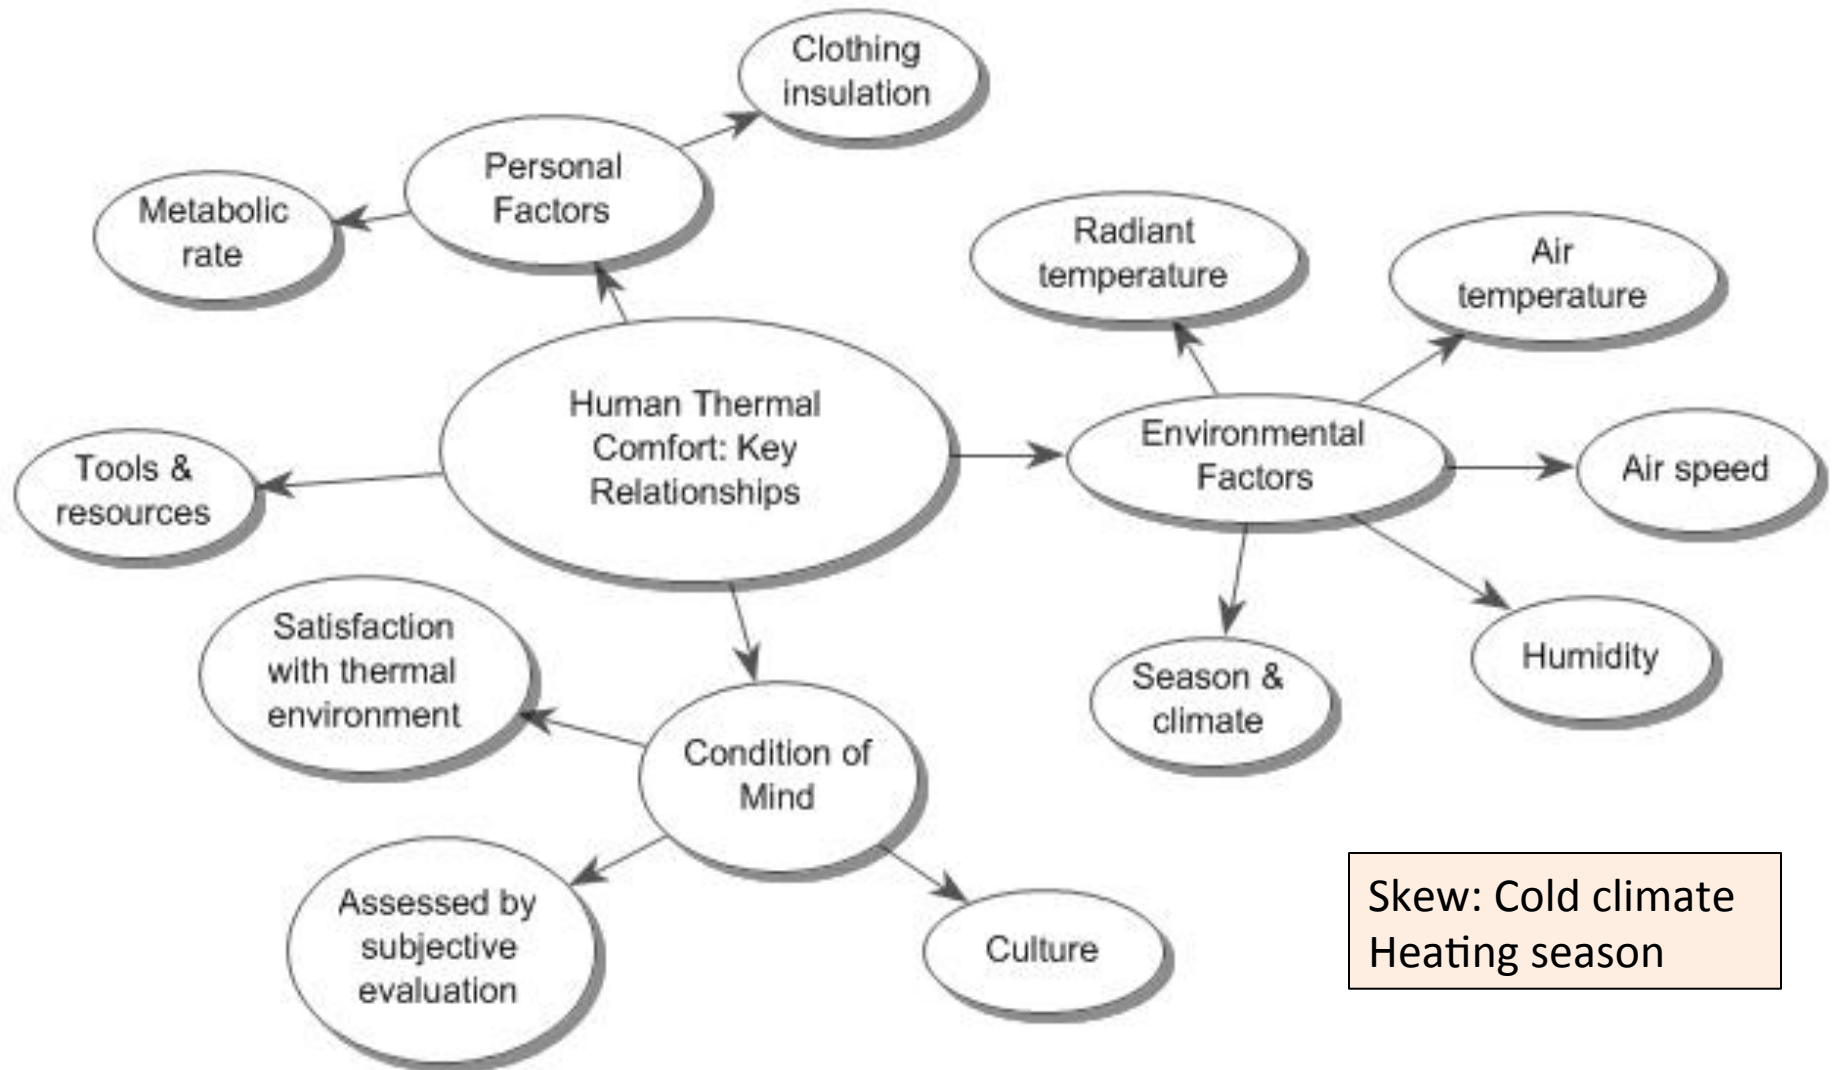 Clothing
insulation
Personal
Factors
Metabolic
rate
Radiant
temperature
Air
temperature
Human Thermal
Comfort: Key
Relationships
Environmental
Factors
Air speed
Tools &
resources
Satisfaction
with thermal
environment
Season &
climate
Humidity
Condition of
Mind
Assessed by
subjective
evaluation
Culture
Skew: Cold climate
Heating season